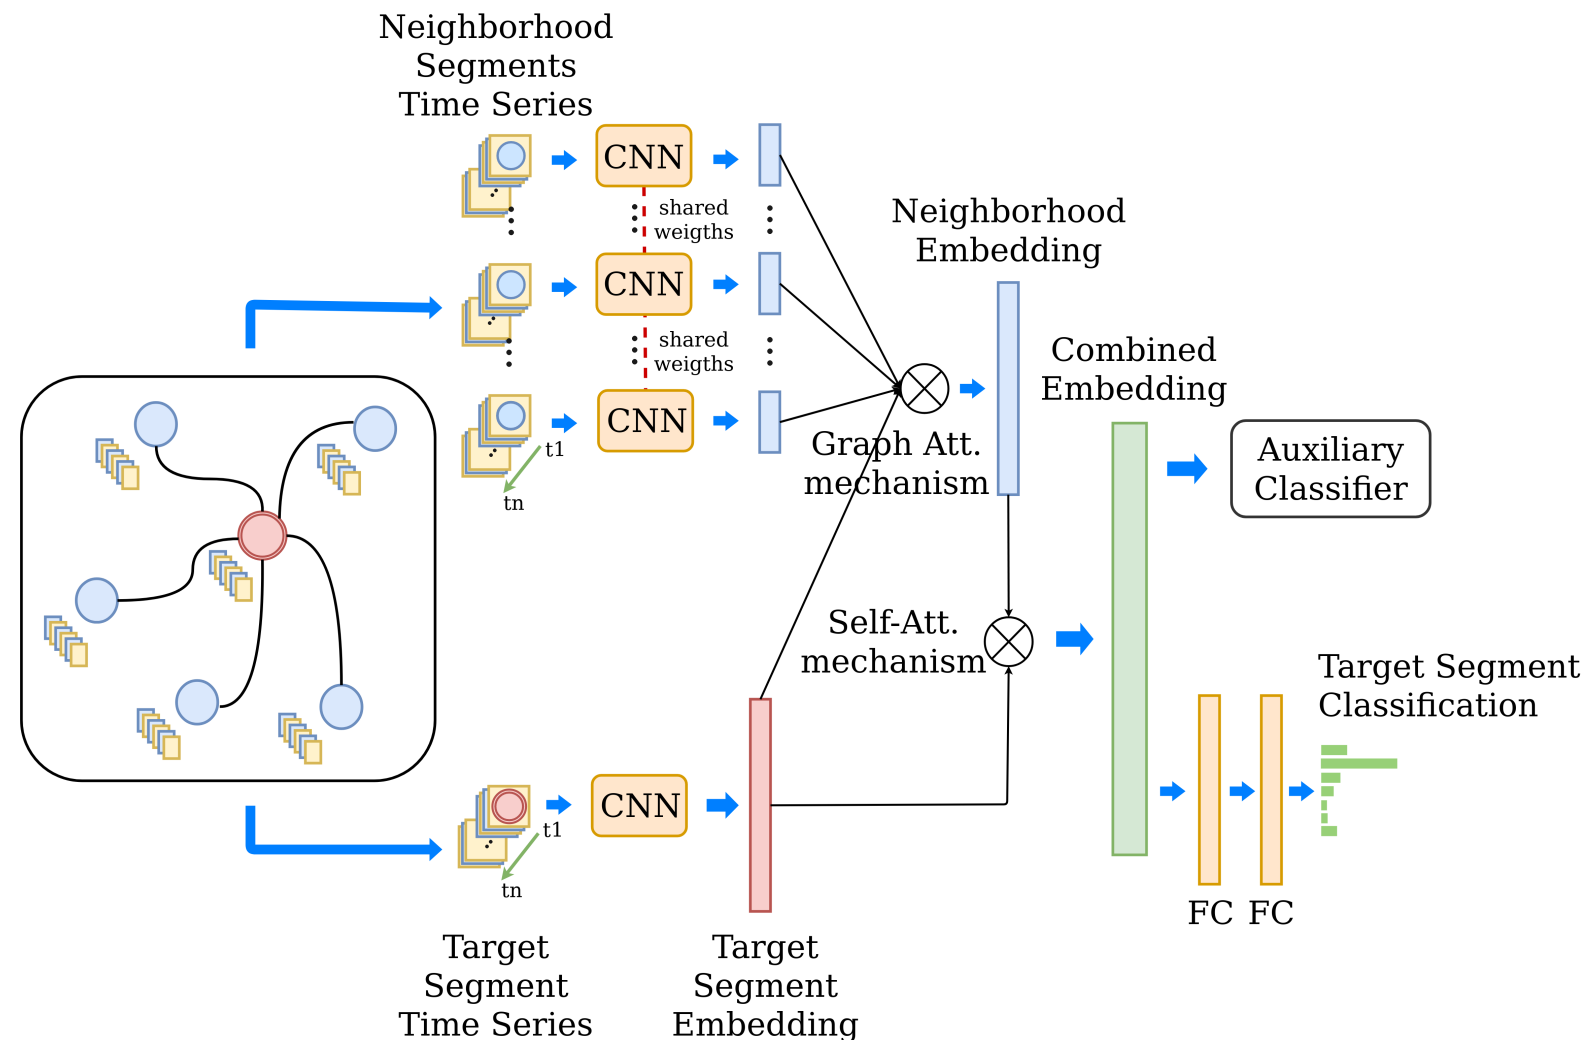 Neighborhood
Segments
Time Series
CNN
shared
weigths
CNN
shared
weigths
CNN
t1
tn
Graph Att.
mechanism
Neighborhood
Embedding
Combined
Embedding
Auxiliary
Classifier
Self-Att.
mechanism
Target Segment
Classification
CNN
t1
tn
FC FC
Target
Segment
Time Series
Target
Segment
Embedding